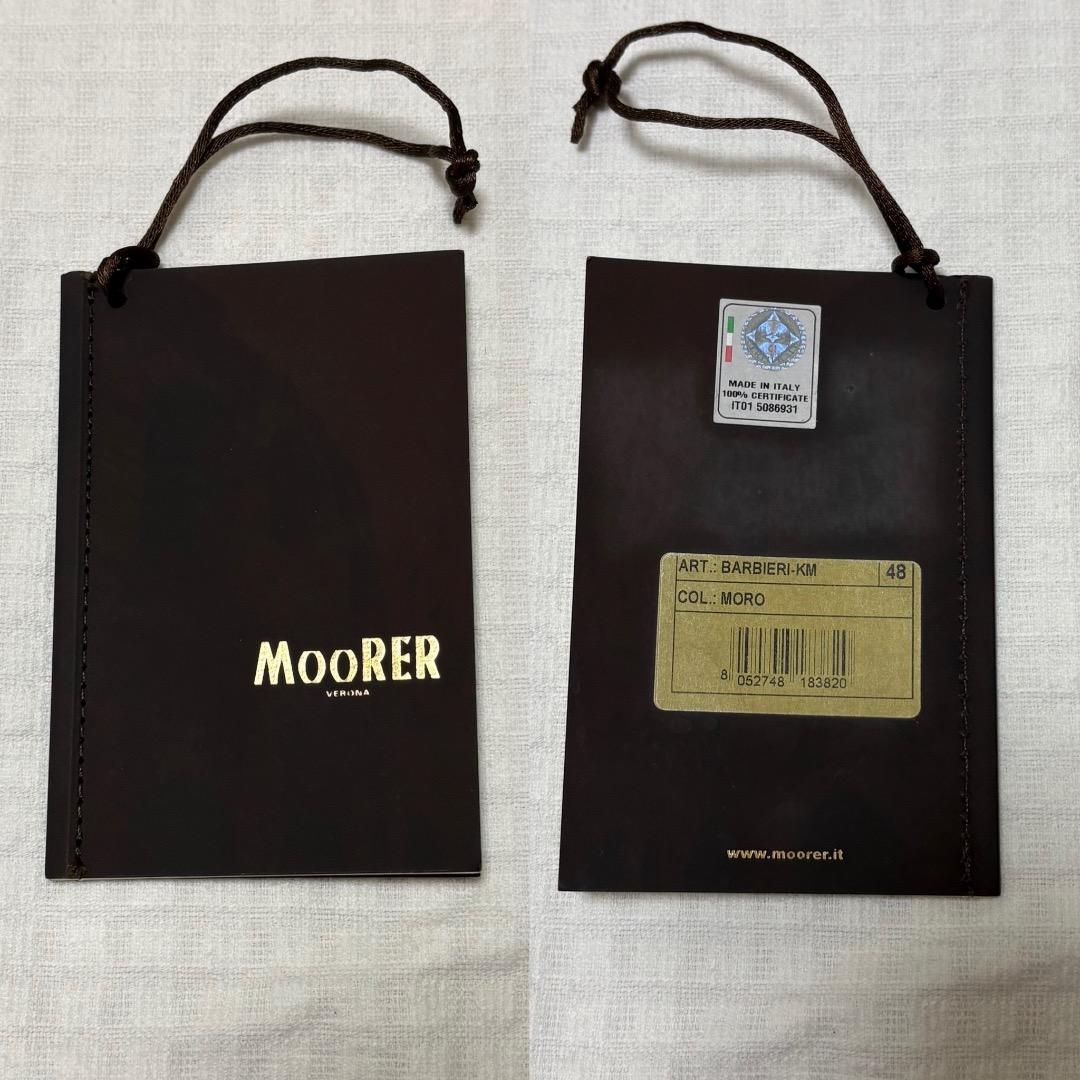 MOORER
VERONA
MADE IN ITALY
100% CERTIFICATE
IT01 5086931
ART.: BARBIERI-KM 48
COL.: MORO
8 052748 183820
www.moorer.it